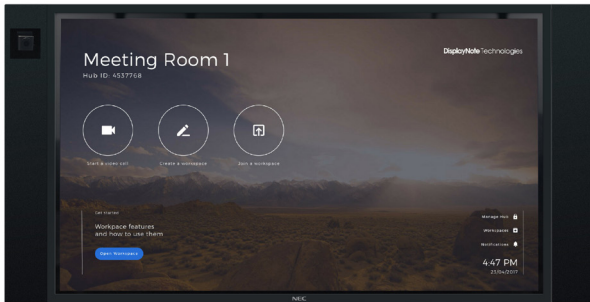 Meeting Room 1
Hub ID: 4537768
DisplayNote Technologies
Start a video call
Create a workspace
Join a workspace
Get started
Workpace features
and how to use them
Open Workspace
Manage Hub
Workspaces
Notifications
4:47 PM
23/04/2017
NEC